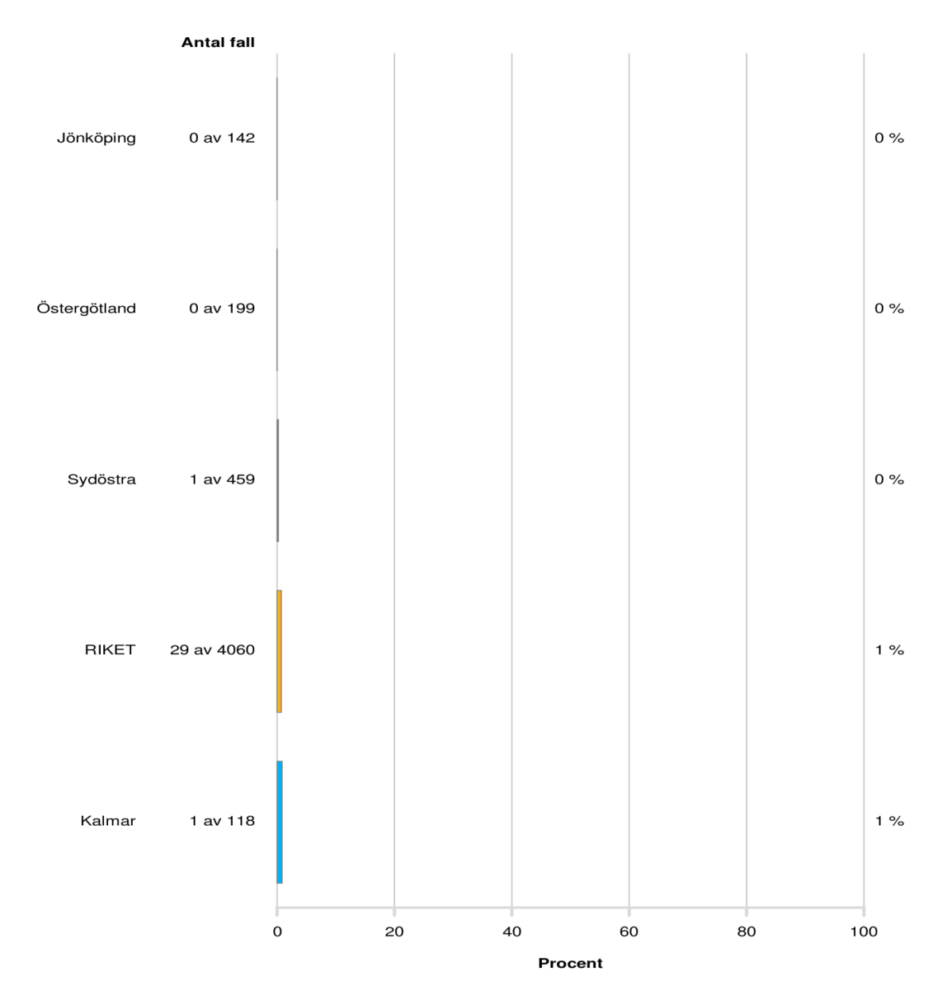 Antal fall
Jönköping 0 av 142 0 %
Östergötland 0 av 199 0 %
Sydöstra 1 av 459 0 %
RIKET 29 av 4060 1 %
Kalmar 1 av 118 1 %
0 20 40 60 80 100
Procent